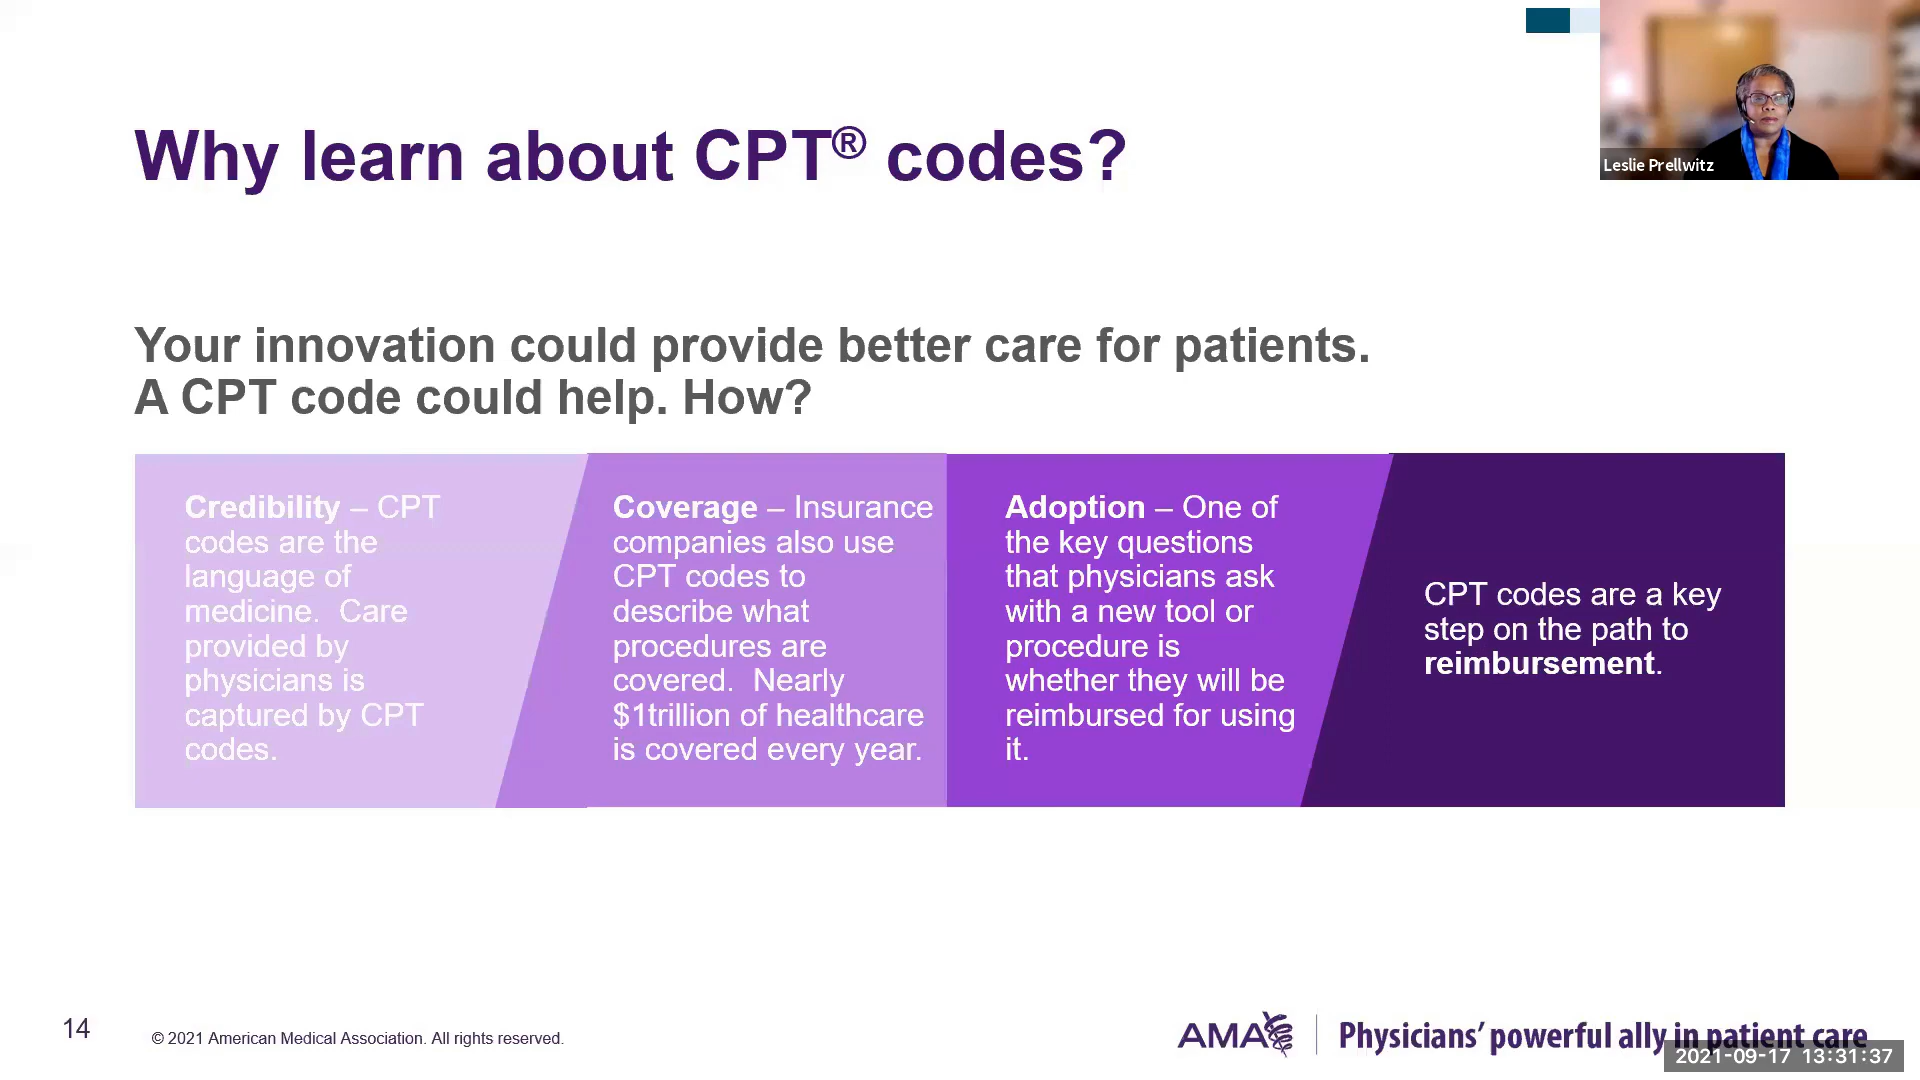 Why learn about CPT® codes?
Leslie Prellwitz
Your innovation could provide better care for patients.
A CPT code could help. How?
Credibility – CPT
codes are the
language of
medicine.  Care
provided by
physicians is
captured by CPT
codes.
Coverage – Insurance
companies also use
CPT codes to
describe what
procedures are
covered.  Nearly
$1trillion of healthcare
is covered every year.
Adoption – One of
the key questions
that physicians ask
with a new tool or
procedure is
whether they will be
reimbursed for using
it.
CPT codes are a key
step on the path to
reimbursement.
14
© 2021 American Medical Association. All rights reserved.
AMA
Physicians’ powerful ally in patient care
2021-09-17 13:31:37